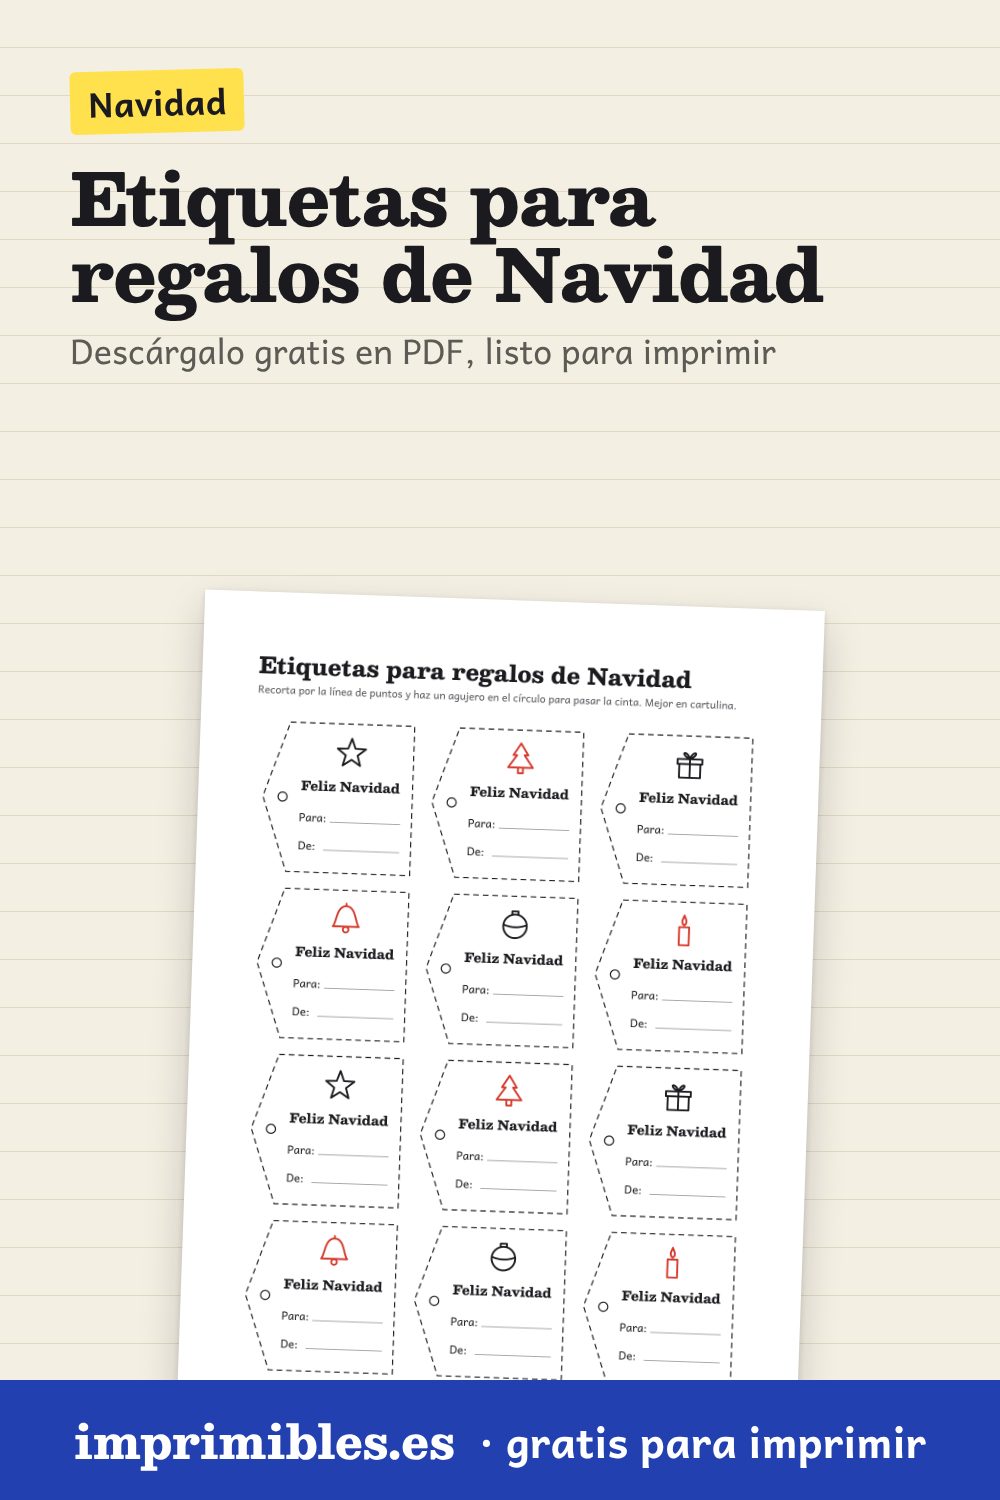 Navidad
Etiquetas para
regalos de Navidad
Descárgalo gratis en PDF, listo para imprimir
Etiquetas para regalos de Navidad
Recorta por la línea de puntos y haz un agujero en el círculo para pasar la cinta. Mejor en cartulina.
Feliz Navidad
Para:
De:
Feliz Navidad
Para:
De:
Feliz Navidad
Para:
De:
Feliz Navidad
Para:
De:
Feliz Navidad
Para:
De:
Feliz Navidad
Para:
De:
Feliz Navidad
Para:
De:
Feliz Navidad
Para:
De:
Feliz Navidad
Para:
De:
Feliz Navidad
Para:
De:
Feliz Navidad
Para:
De:
Feliz Navidad
Para:
De:
imprimibles.es · gratis para imprimir